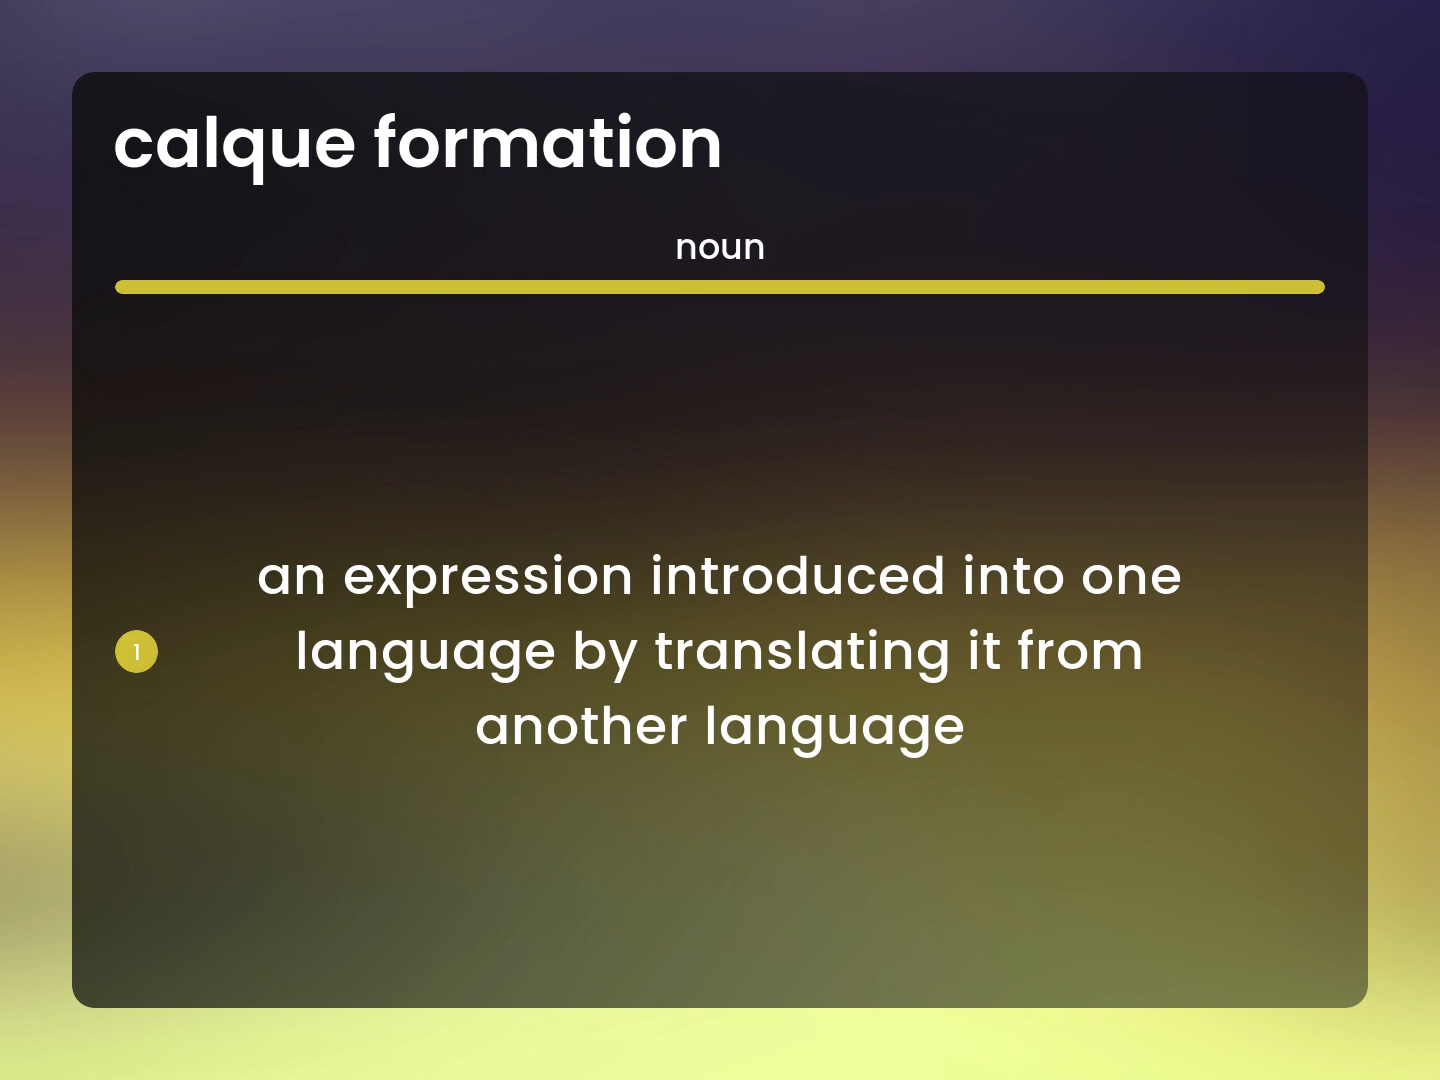 calque formation
noun
an expression introduced into one
1
language by translating it from
another language